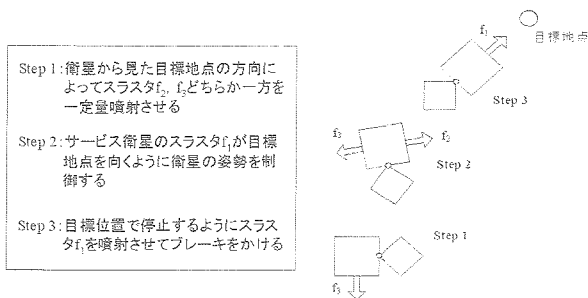 Step 1:衛星から見た目標地点の方向に
よってスラスタf₂, f₃どちらか一方を
一定量噴射させる
Step 2:サービス衛星のスラスタf₁が目標
地点を向くように衛星の姿勢を制
御する
Step 3:目標位置で停止するようにスラス
タf₁を噴射させてブレーキをかける
f₁
目標地点
Step 3
f₃
f₂
Step 2
Step 1
f₃